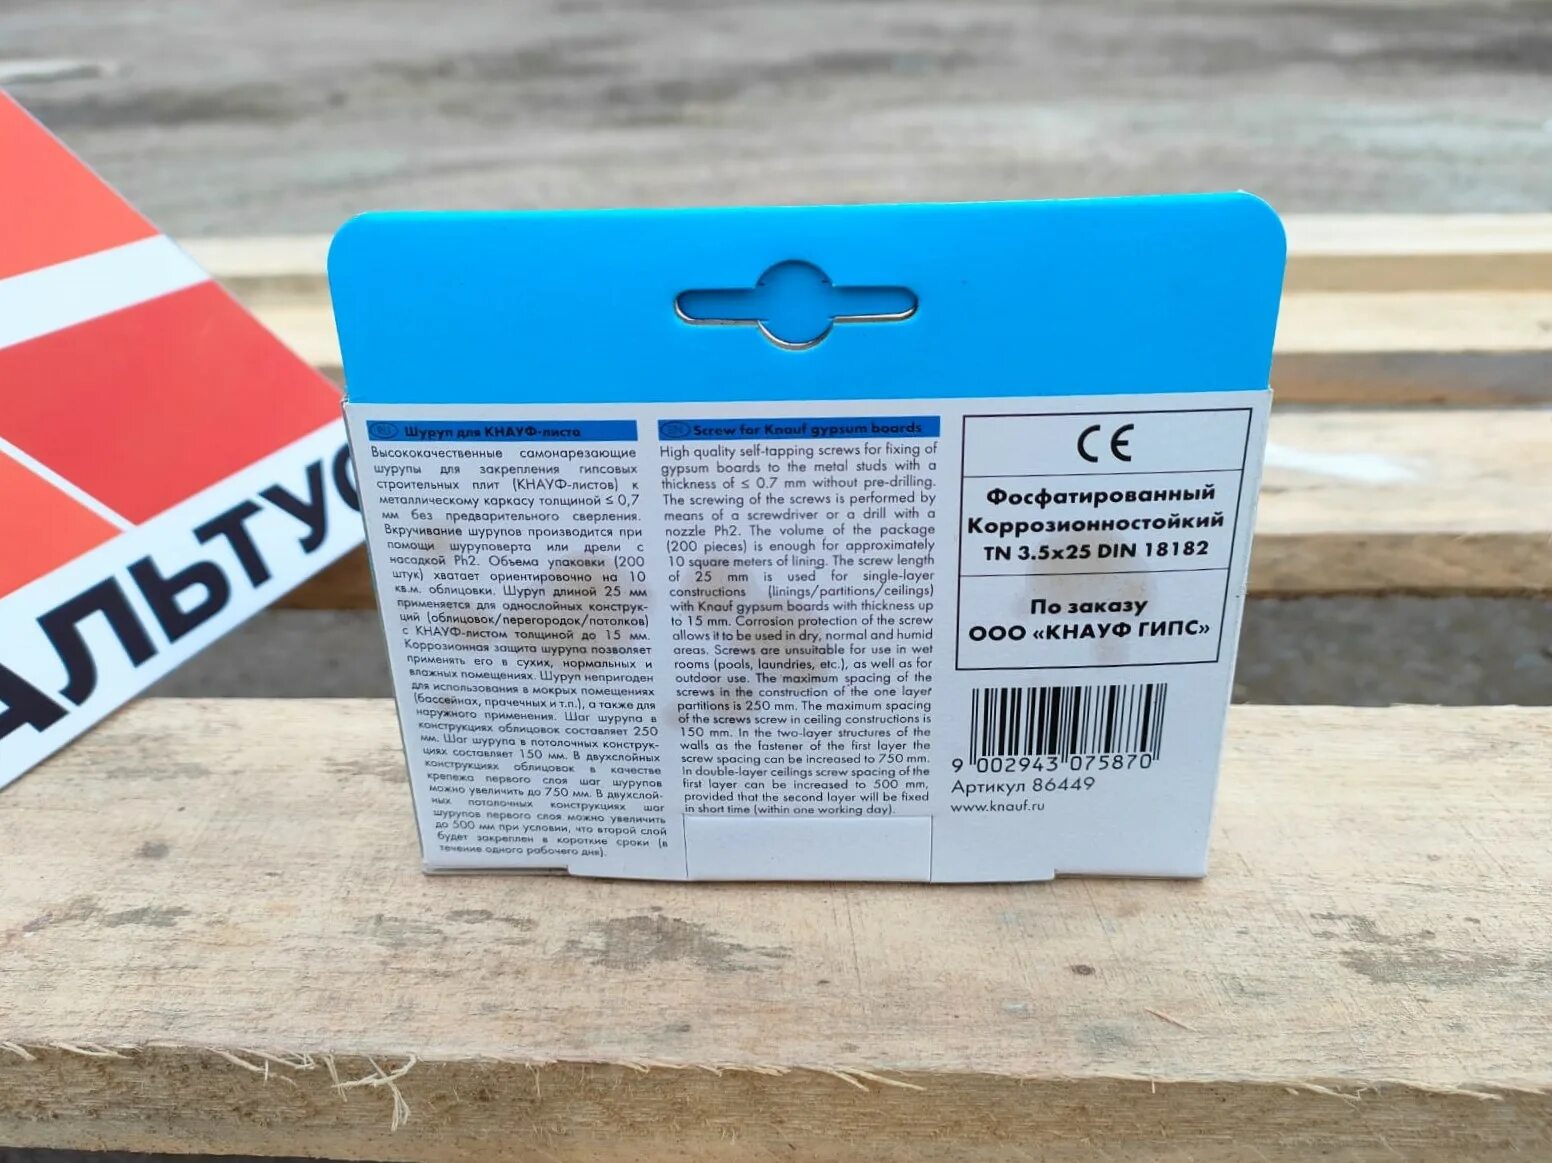 АЛЬТУ
RU Шуруп для КНАУФ-листа
Высококачественные самонарезающие
шурупы для закрепления гипсовых
строительных плит (КНАУФ-листов) к
металлическому каркасу толщиной ≤ 0,7
мм без предварительного сверления.
Вкручивание шурупов производится при
помощи шуруповерта или дрели с
насадкой Ph2. Объема упаковки (200
штук) хватает ориентировочно на 10
кв.м. облицовки. Шуруп длиной 25 мм
применяется для однослойных конструк-
ций (облицовок/перегородок/потолков)
с КНАУФ-листом толщиной до 15 мм.
Коррозионная защита шурупа позволяет
применять его в сухих, нормальных и
влажных помещениях. Шуруп непригоден
для использования в мокрых помещениях
(бассейнах, прачечных и т.п.), а также для
наружного применения. Шаг шурупа в
конструкциях облицовок составляет 250
мм. Шаг шурупа в потолочных конструк-
циях составляет 150 мм. В двухслойных
конструкциях облицовок в качестве
крепежа первого слоя шаг шурупов
можно увеличить до 750 мм. В двухслой-
ных потолочных конструкциях шаг
шурупов первого слоя можно увеличить
до 500 мм при условии, что второй слой
будет закреплен в короткие сроки (в
течение одного рабочего дня).
EN Screw for Knauf gypsum boards
High quality self-tapping screws for fixing of
gypsum boards to the metal studs with a
thickness of ≤ 0.7 mm without pre-drilling.
The screwing of the screws is performed by
means of a screwdriver or a drill with a
nozzle Ph2. The volume of the package
(200 pieces) is enough for approximately
10 square meters of lining. The screw length
of 25 mm is used for single-layer
constructions (linings/partitions/ceilings)
with Knauf gypsum boards with thickness up
to 15 mm. Corrosion protection of the screw
allows it to be used in dry, normal and humid
areas. Screws are unsuitable for use in wet
rooms (pools, laundries, etc.), as well as for
outdoor use. The maximum spacing of the
screws in the construction of the one layer
partitions is 250 mm. The maximum spacing
of the screws screw in ceiling constructions is
150 mm. In the two-layer structures of the
walls as the fastener of the first layer the
screw spacing can be increased to 750 mm.
In double-layer ceilings screw spacing of the
first layer can be increased to 500 mm,
provided that the second layer will be fixed
in short time (within one working day).
CE
Фосфатированный
Коррозионностойкий
TN 3.5x25 DIN 18182
По заказу
ООО «КНАУФ ГИПС»
9 002943 075870
Артикул 86449
www.knauf.ru